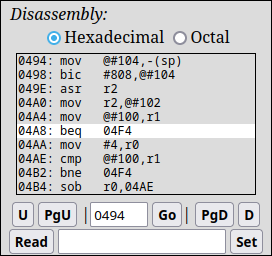 Disassembly:
Hexadecimal Octal
0494: mov @#104,-(sp)
0498: bic #808,@#104
049E: asr r2
04A0: mov r2,@#102
04A4: mov @#100,r1
04A8: beq 04F4
04AA: mov #4,r0
04AE: cmp @#100,r1
04B2: bne 04F4
04B4: sob r0,04AE
U PgU | 0494 Go | PgD D
Read Set